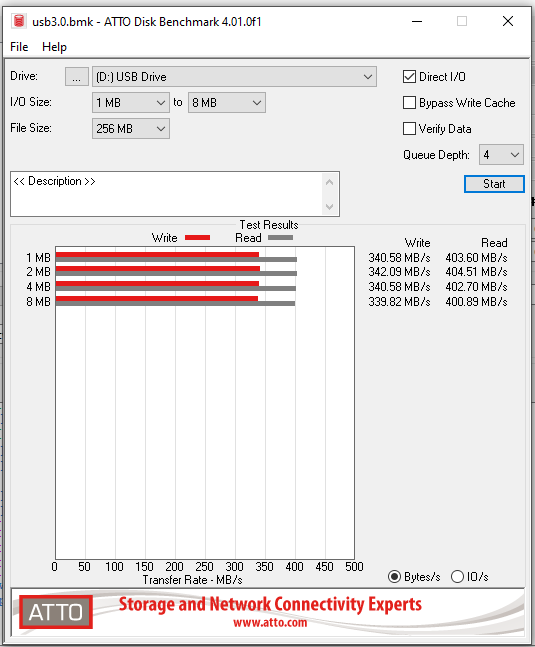 usb3.0.bmk - ATTO Disk Benchmark 4.01.0f1
File Help
Drive: ... (D:) USB Drive
Direct I/O
I/O Size: 1 MB to 8 MB
Bypass Write Cache
File Size: 256 MB
Verify Data
Queue Depth: 4
<< Description >>
Start
Test Results
Write Read
Write Read
1 MB 340.58 MB/s 403.60 MB/s
2 MB 342.09 MB/s 404.51 MB/s
4 MB 340.58 MB/s 402.70 MB/s
8 MB 339.82 MB/s 400.89 MB/s
0 50 100 150 200 250 300 350 400 450 500
Transfer Rate - MB/s
Bytes/s IO/s
ATTO
Storage and Network Connectivity Experts
www.atto.com